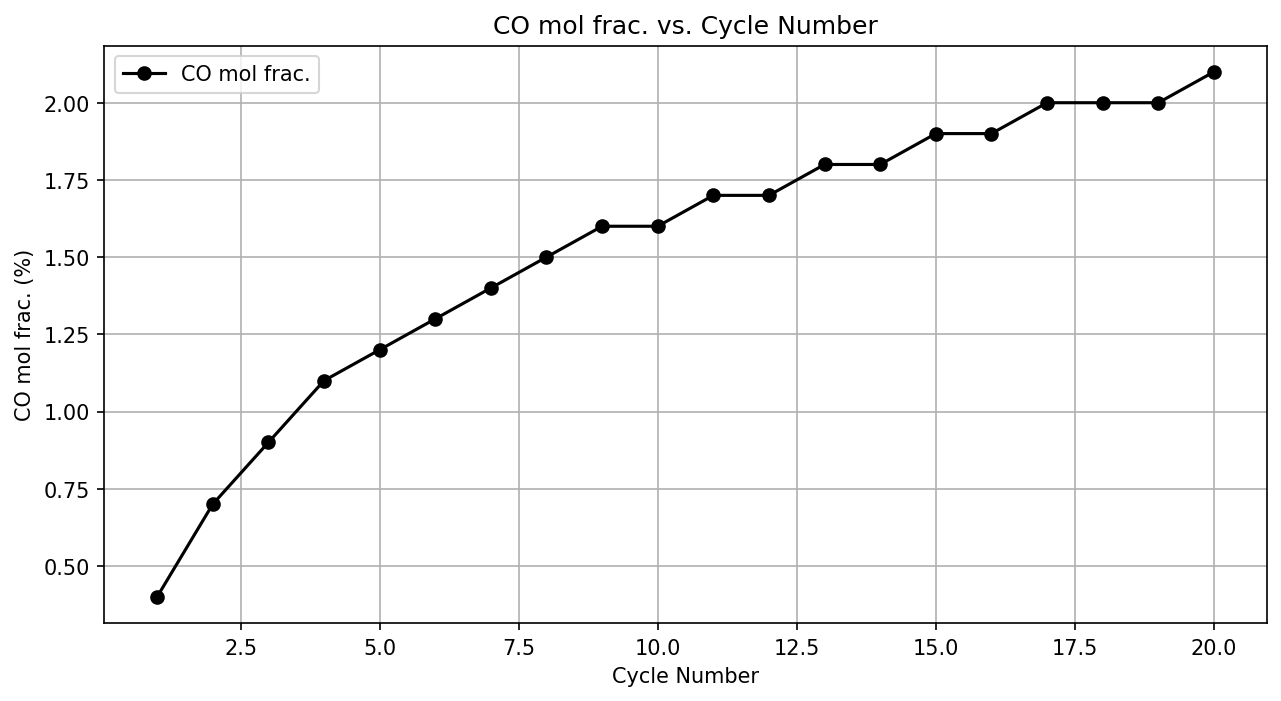 CO mol frac. vs. Cycle Number
CO mol frac.
CO mol frac. (%)
2.00
1.75
1.50
1.25
1.00
0.75
0.50
2.5 5.0 7.5 10.0 12.5 15.0 17.5 20.0
Cycle Number